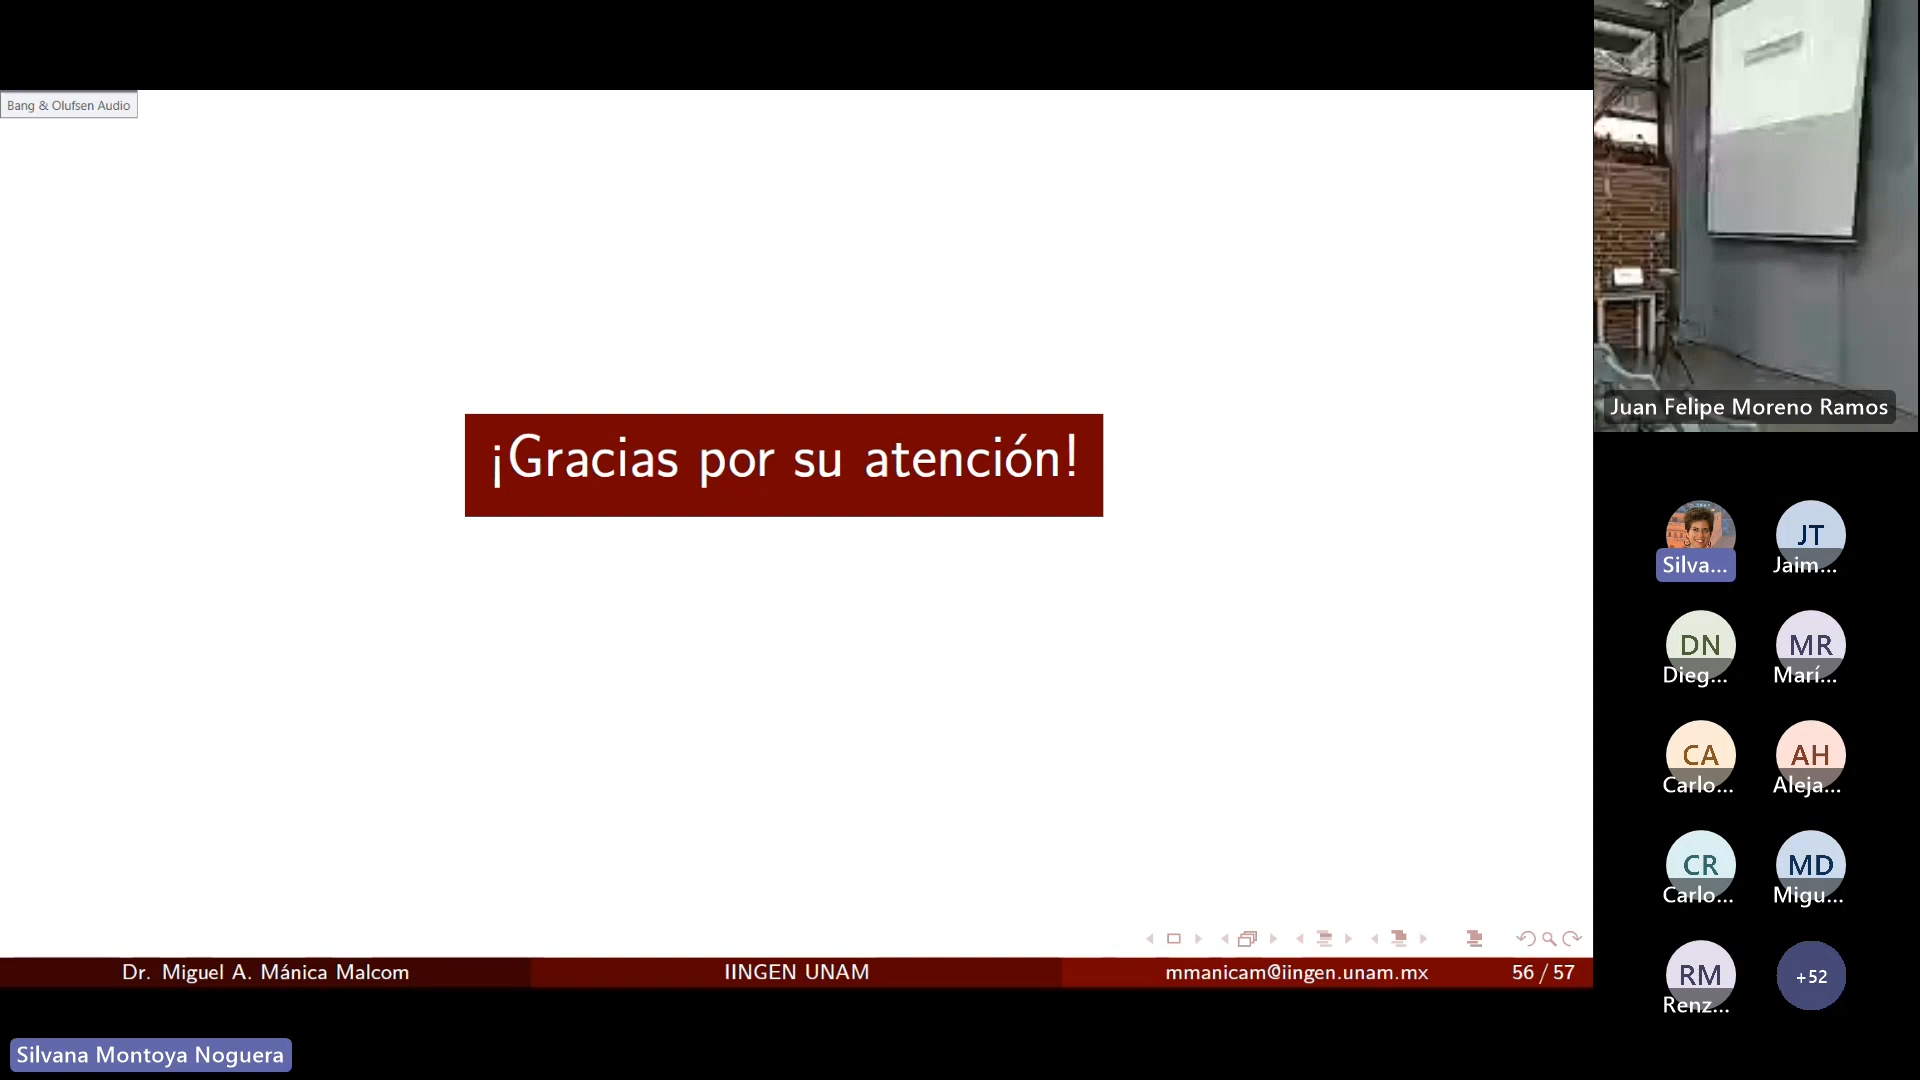 Bang & Olufsen Audio
¡Gracias por su atención!
Dr. Miguel A. Mánica Malcom
IINGEN UNAM
mmanicam@iingen.unam.mx
56 / 57
Silvana Montoya Noguera
Juan Felipe Moreno Ramos
Silva...
JT
Jaim...
DN
Dieg...
MR
Marí...
CA
Carlo...
AH
Aleja...
CR
Carlo...
MD
Migu...
RM
Renz...
+52